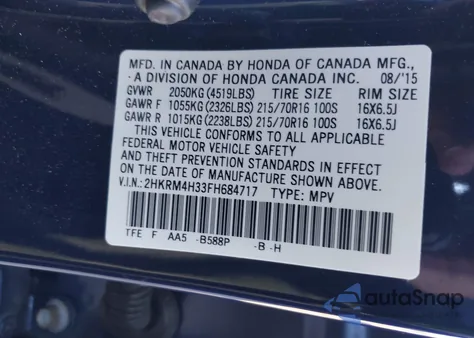 MFD. IN CANADA BY HONDA OF CANADA MFG.,
- A DIVISION OF HONDA CANADA INC. 08/'15
GVWR 2050KG(4519LBS) TIRE SIZE RIM SIZE
GAWR F 1055KG(2326LBS) 215/70R16 100S 16X6.5J
GAWR R 1015KG(2238LBS) 215/70R16 100S 16X6.5J
THIS VEHICLE CONFORMS TO ALL APPLICABLE
FEDERAL MOTOR VEHICLE SAFETY, BUMPER,
AND THEFT PREVENTION STANDARDS IN EFFECT
ON THE DATE OF MANUFACTURE SHOWN ABOVE.
V.I.N.: 2HKRM4H33FH684717 TYPE: MPV
TFE F AA5 -B588P -B -H
autoSnap